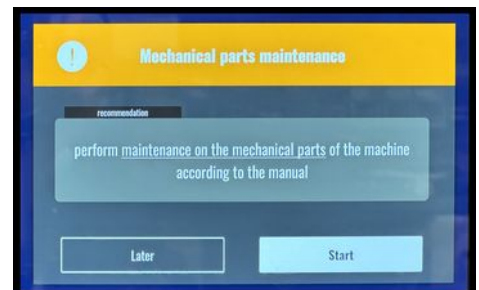 !
Mechanical parts maintenance
recommendation
perform maintenance on the mechanical parts of the machine
according to the manual
Later
Start